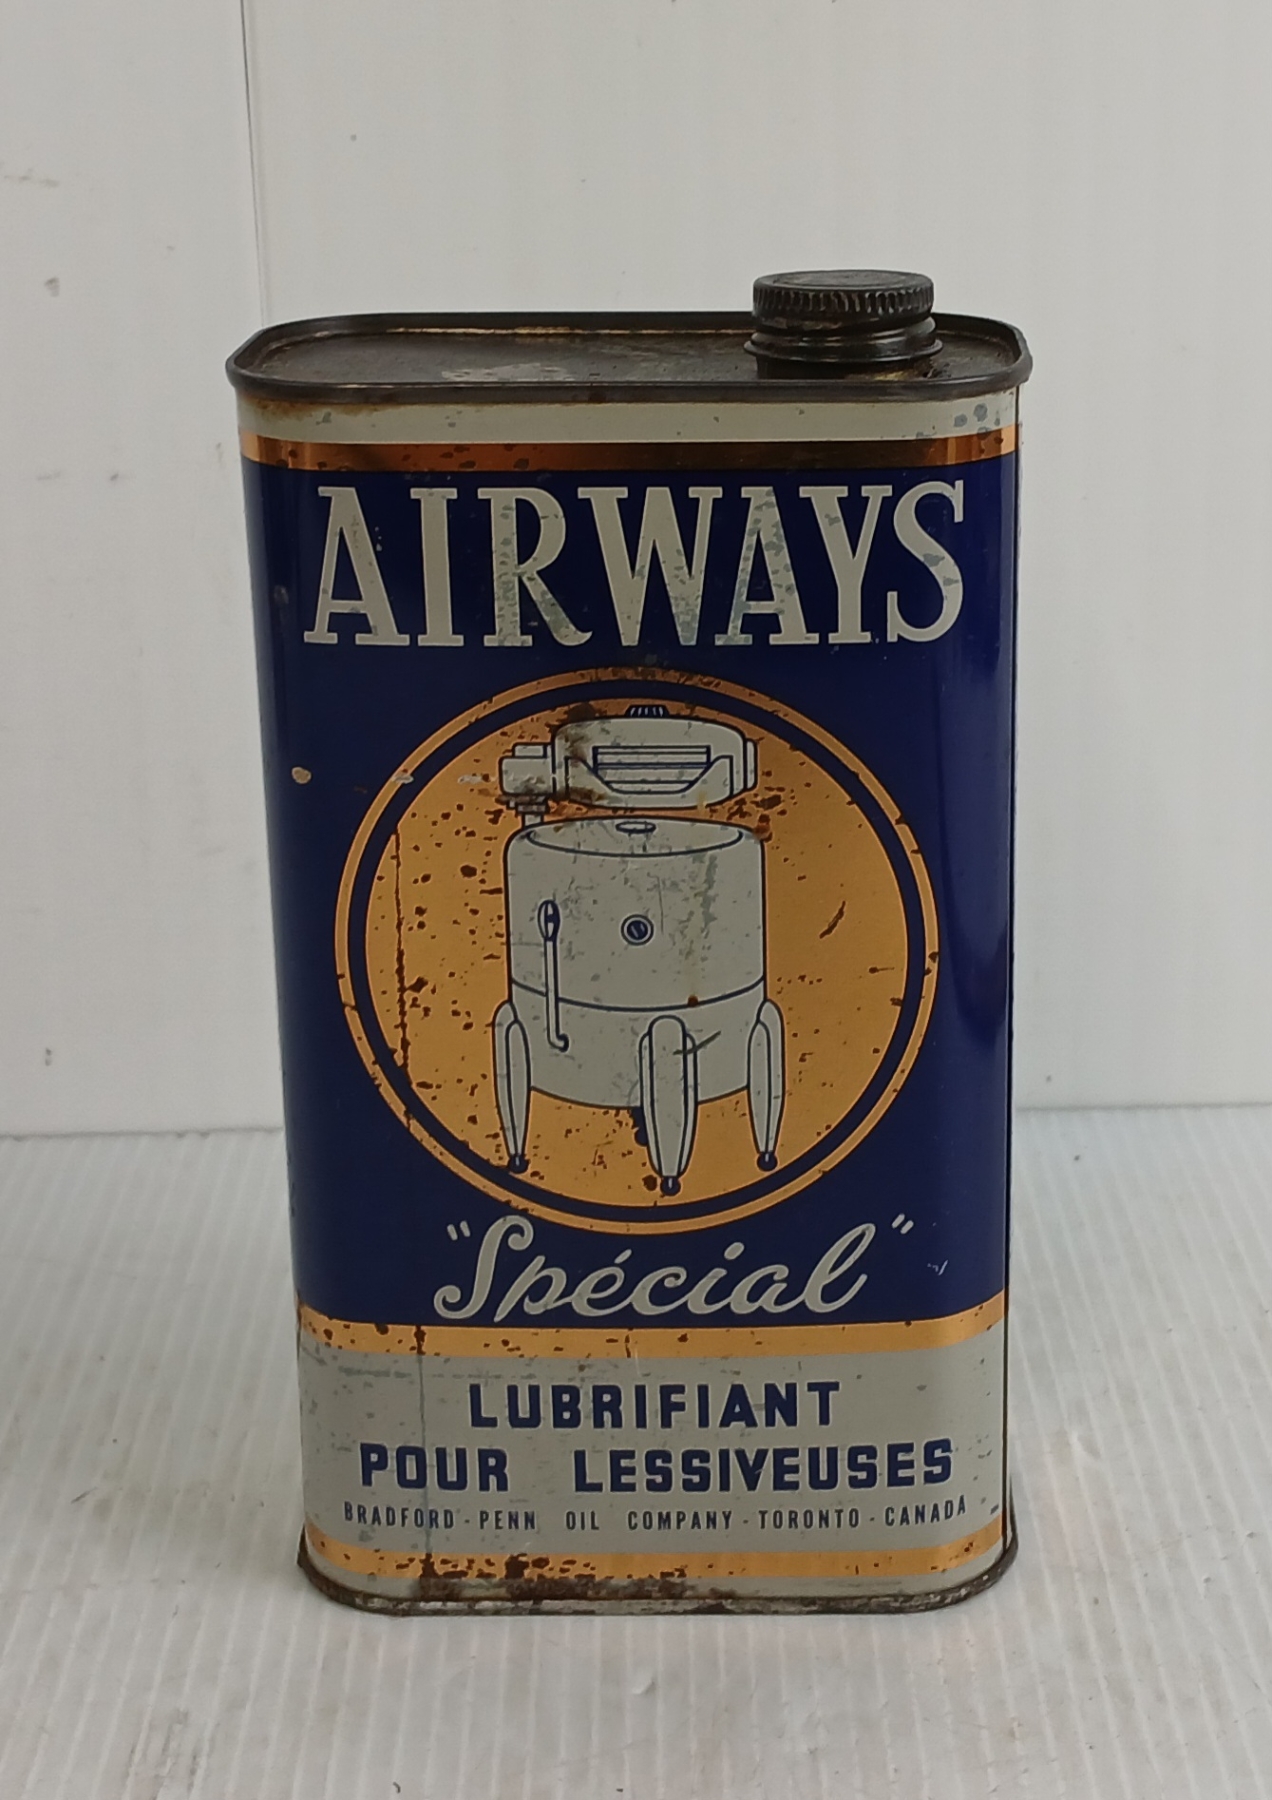 AIRWAYS
"Spécial"
LUBRIFIANT
POUR LESSIVEUSES
BRADFORD-PENN OIL COMPANY-TORONTO-CANADA